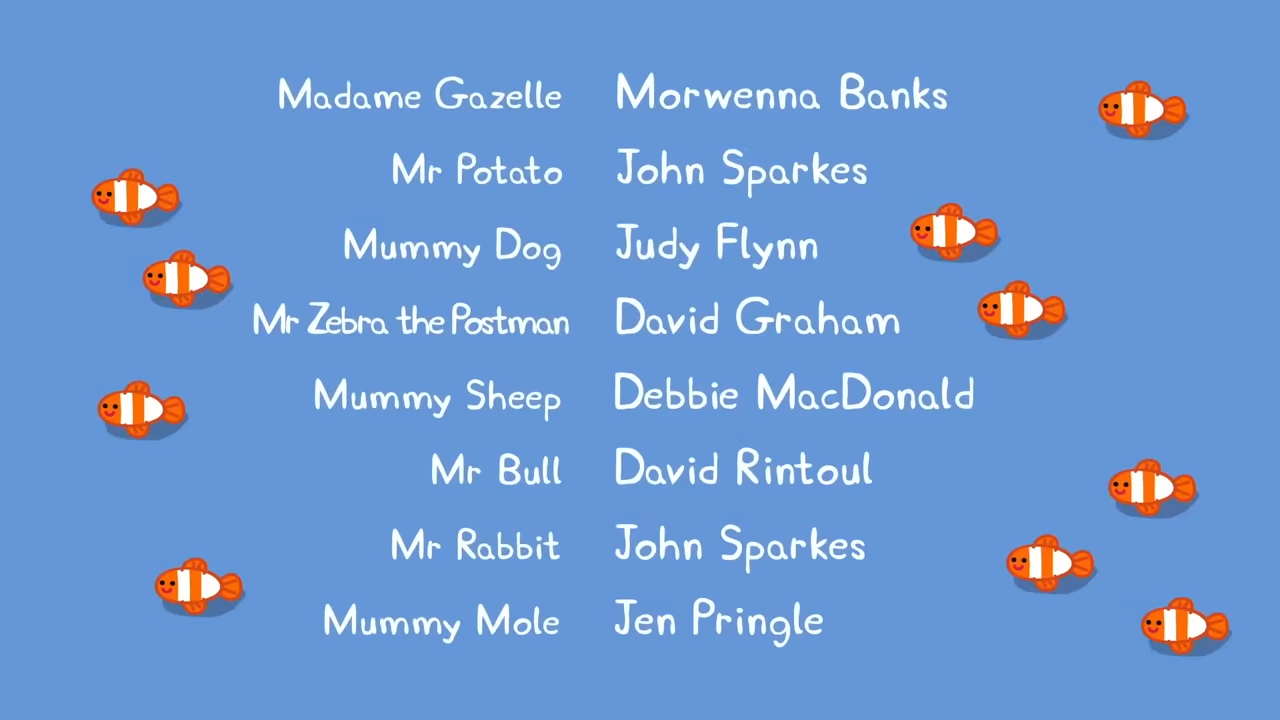 Madame Gazelle Morwenna Banks
Mr Potato John Sparkes
Mummy Dog Judy Flynn
Mr Zebra the Postman David Graham
Mummy Sheep Debbie MacDonald
Mr Bull David Rintoul
Mr Rabbit John Sparkes
Mummy Mole Jen Pringle